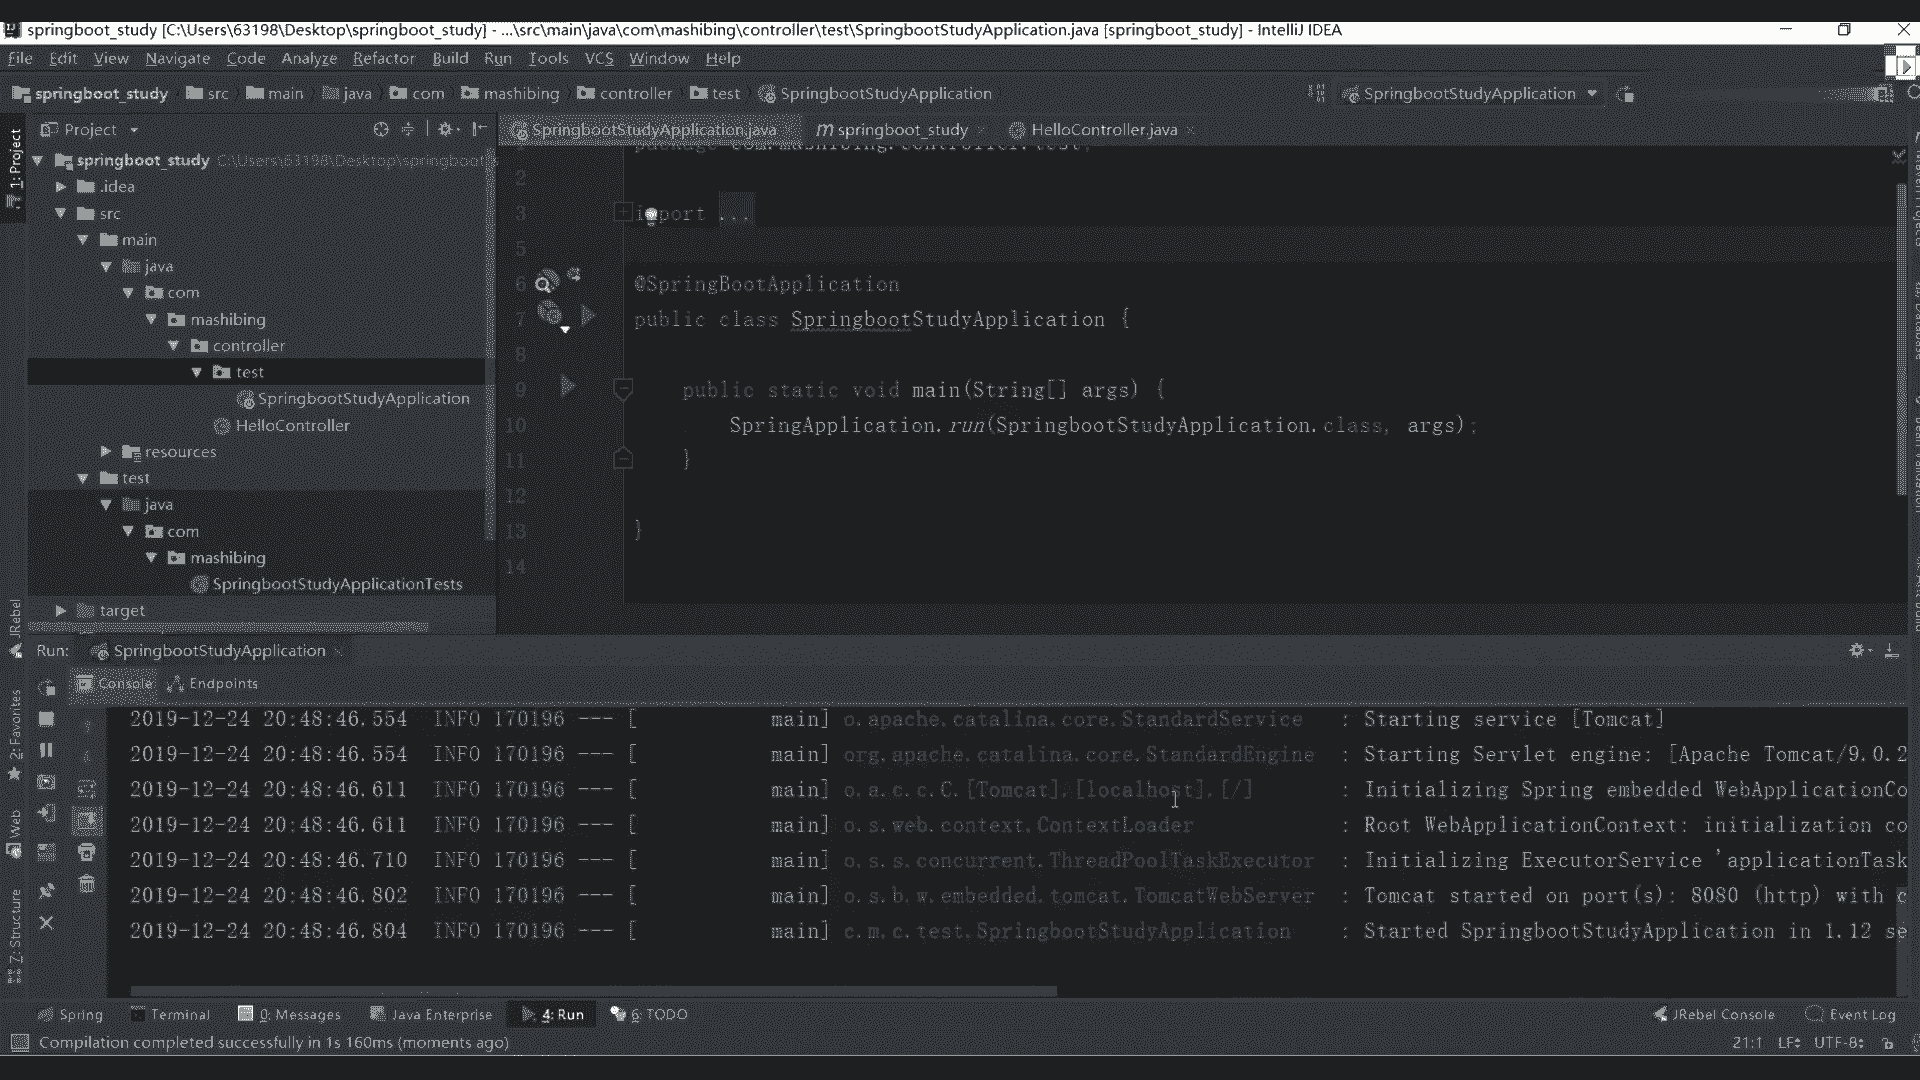 springboot_study [C:\Users\63198\Desktop\springboot_study] - ...\src\main\java\com\mashibing\controller\test\SpringbootStudyApplication.java [springboot_study] - IntelliJ IDEA
File Edit View Navigate Code Analyze Refactor Build Run Tools VCS Window Help
springboot_study src main java com mashibing controller test SpringbootStudyApplication SpringbootStudyApplication
1: Project
Project
SpringbootStudyApplication.java springboot_study HelloController.java
springboot_study C:\Users\63198\Desktop\springboot
.idea
src
main
java
com
mashibing
controller
test
SpringbootStudyApplication
HelloController
resources
test
java
com
mashibing
SpringbootStudyApplicationTests
target
package com.mashibing.controller.test;
2
3 import ...
5
6 @SpringBootApplication
7 public class SpringbootStudyApplication {
8
9 public static void main(String[] args) {
10 SpringApplication.run(SpringbootStudyApplication.class, args);
11 }
12
13 }
14
JRebel
2: Favorites
Web
7: Structure
Run: SpringbootStudyApplication
Console Endpoints
2019-12-24 20:48:46.554 INFO 170196 --- [ main] o.apache.catalina.core.StandardService : Starting service [Tomcat]
2019-12-24 20:48:46.554 INFO 170196 --- [ main] org.apache.catalina.core.StandardEngine : Starting Servlet engine: [Apache Tomcat/9.0.2
2019-12-24 20:48:46.611 INFO 170196 --- [ main] o.a.c.c.C.[Tomcat].[localhost].[/] : Initializing Spring embedded WebApplicationCo
2019-12-24 20:48:46.611 INFO 170196 --- [ main] o.s.web.context.ContextLoader : Root WebApplicationContext: initialization co
2019-12-24 20:48:46.710 INFO 170196 --- [ main] o.s.s.concurrent.ThreadPoolTaskExecutor : Initializing ExecutorService 'applicationTask
2019-12-24 20:48:46.802 INFO 170196 --- [ main] o.s.b.w.embedded.tomcat.TomcatWebServer : Tomcat started on port(s): 8080 (http) with c
2019-12-24 20:48:46.804 INFO 170196 --- [ main] c.m.c.test.SpringbootStudyApplication : Started SpringbootStudyApplication in 1.12 se
Spring Terminal 0: Messages Java Enterprise 4: Run 6: TODO JRebel Console Event Log
Compilation completed successfully in 1s 160ms (moments ago) 21:1 LF UTF-8